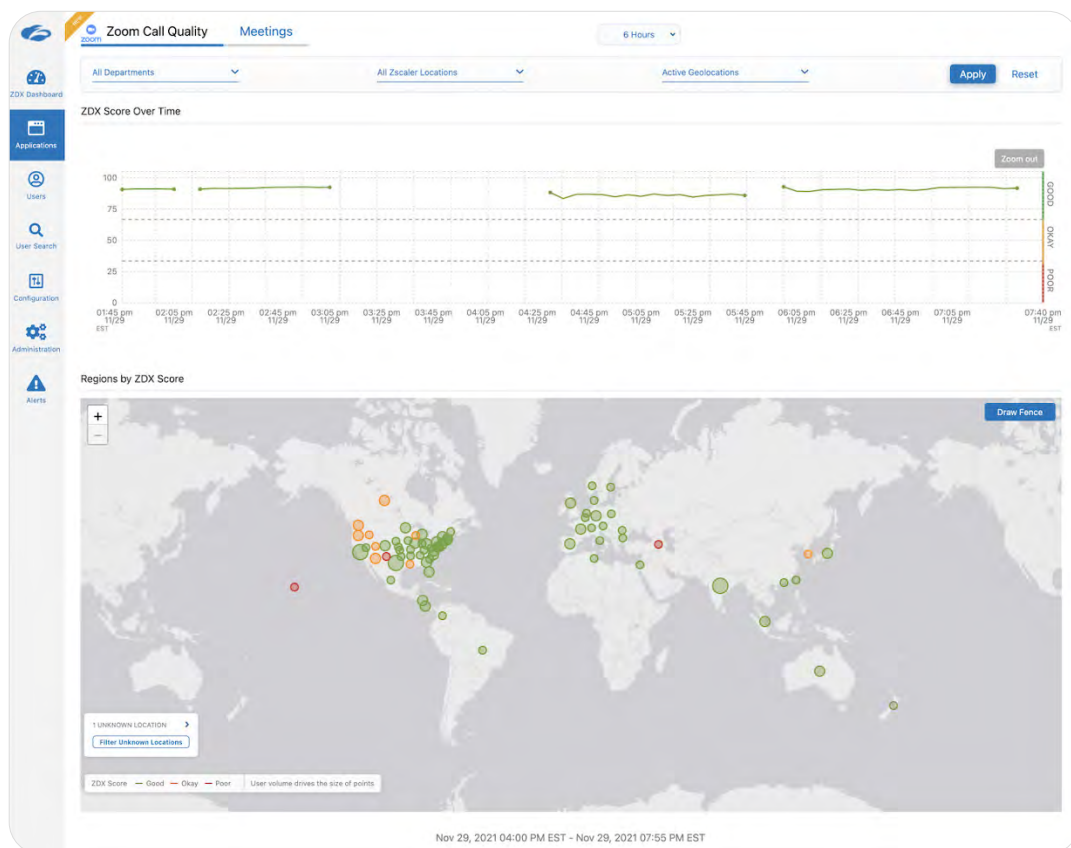 NEW
zoom
Zoom Call Quality
Meetings
6 Hours
All Departments
All Zscaler Locations
Active Geolocations
Apply
Reset
ZDX Dashboard
Applications
Users
User Search
Configuration
Administration
Alerts
ZDX Score Over Time
Zoom out
100
75
50
25
0
GOOD
OKAY
POOR
01:45 pm 02:05 pm 02:25 pm 02:45 pm 03:05 pm 03:25 pm 03:45 pm 04:05 pm 04:25 pm 04:45 pm 05:05 pm 05:25 pm 05:45 pm 06:05 pm 06:25 pm 06:45 pm 07:05 pm 07:40 pm
11/29 11/29 11/29 11/29 11/29 11/29 11/29 11/29 11/29 11/29 11/29 11/29 11/29 11/29 11/29 11/29 11/29 11/29
EST EST
Regions by ZDX Score
+
−
Draw Fence
1 UNKNOWN LOCATION
Filter Unknown Locations
ZDX Score — Good — Okay — Poor User volume drives the size of points
Nov 29, 2021 04:00 PM EST - Nov 29, 2021 07:55 PM EST